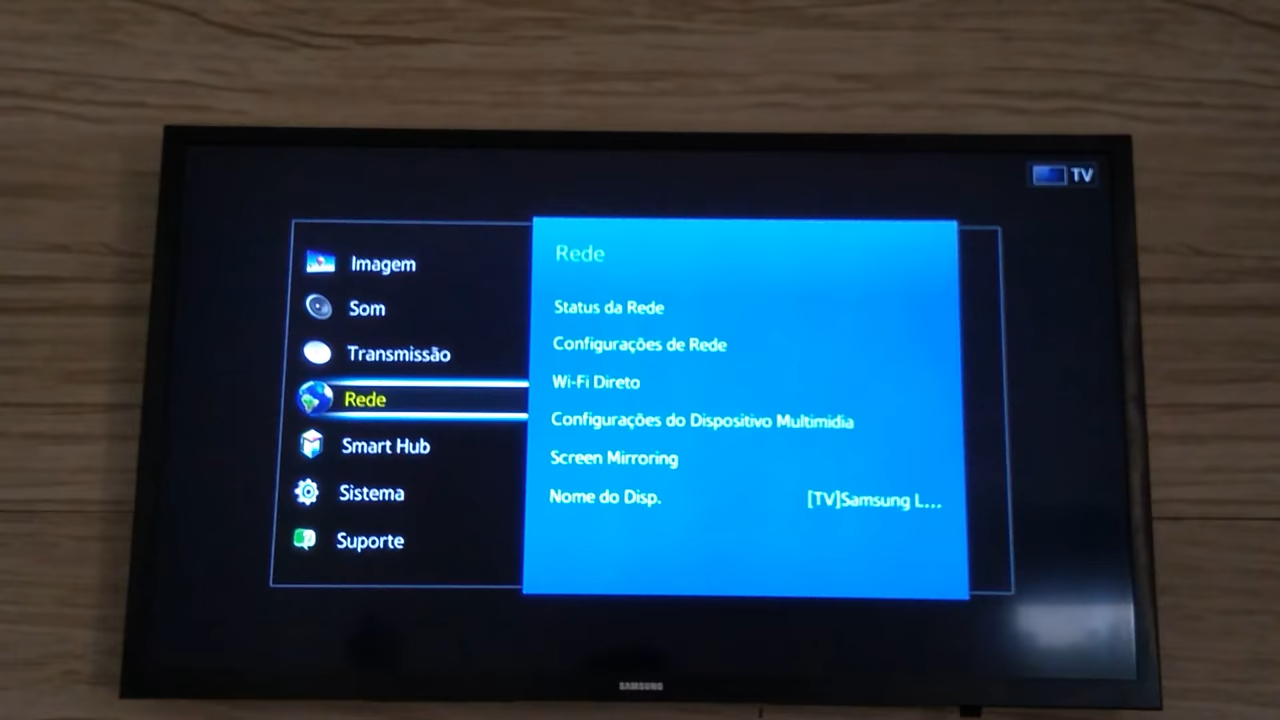 TV
Imagem
Som
Transmissão
Rede
Smart Hub
Sistema
Suporte
Rede
Status da Rede
Configurações de Rede
Wi-Fi Direto
Configurações do Dispositivo Multimidia
Screen Mirroring
Nome do Disp. [TV]Samsung L...
SAMSUNG